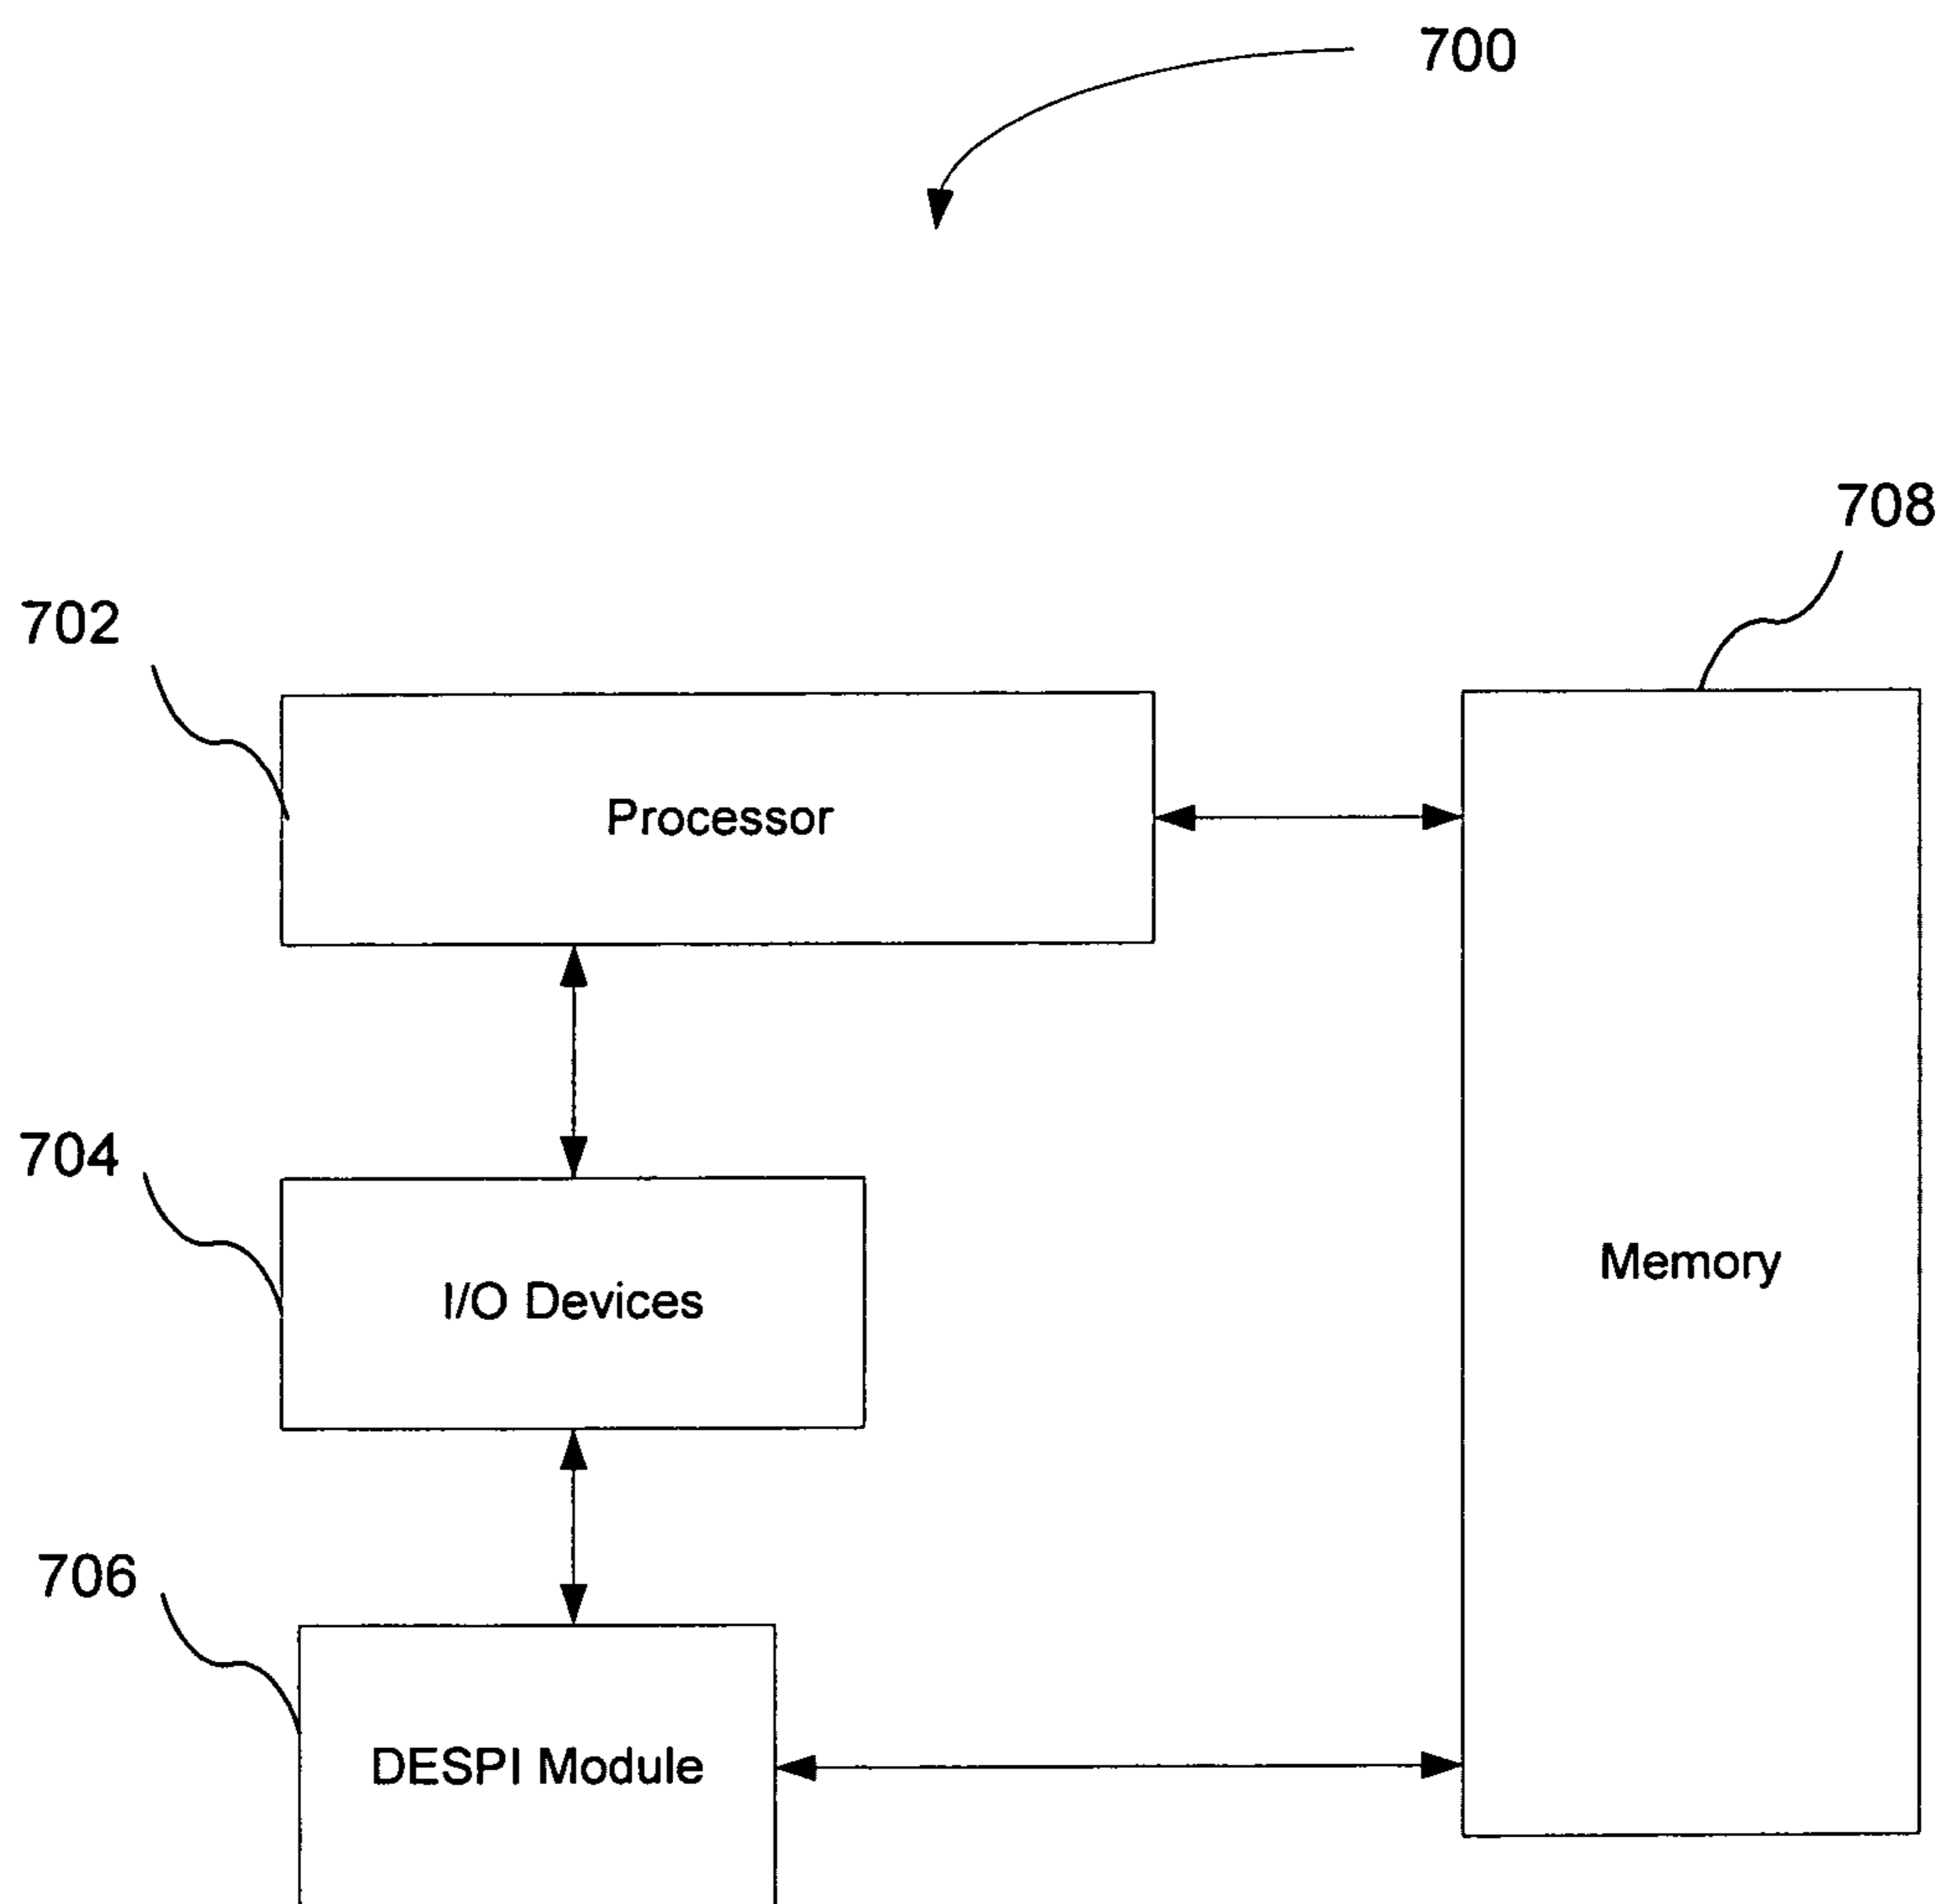 700
708
702
Processor
704
I/O Devices
Memory
706
DESPI Module